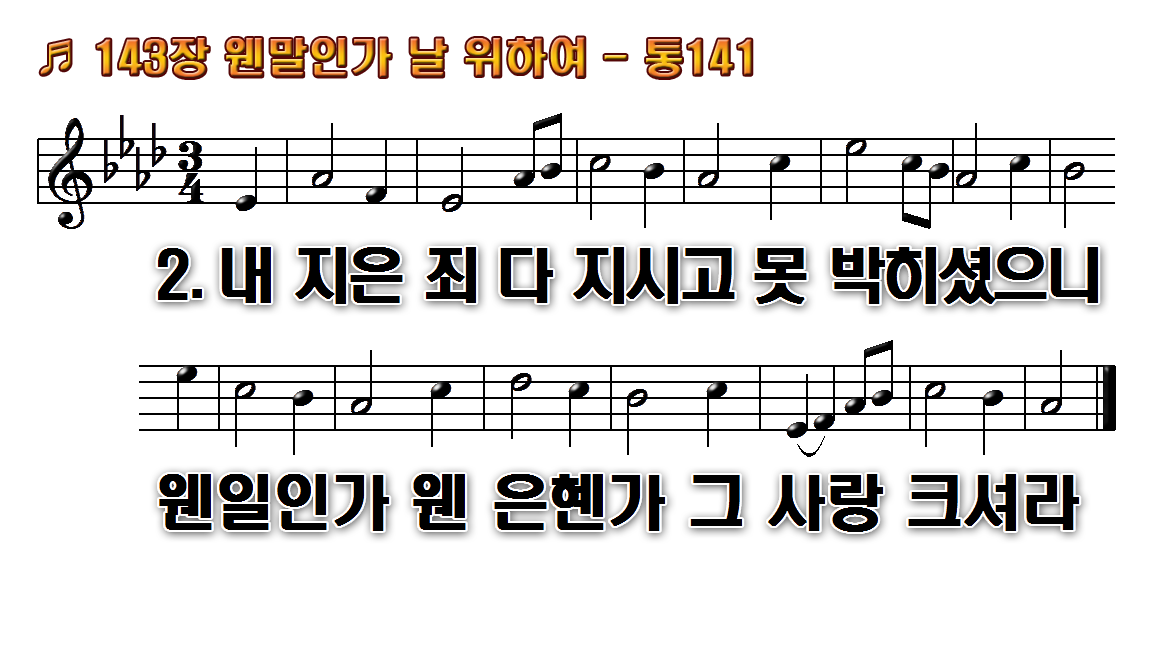 143장 웬말인가 날 위하여 - 통141
3
4
2. 내 지은 죄 다 지시고 못 박히셨으니
웬일인가 웬 은혠가 그 사랑 크셔라